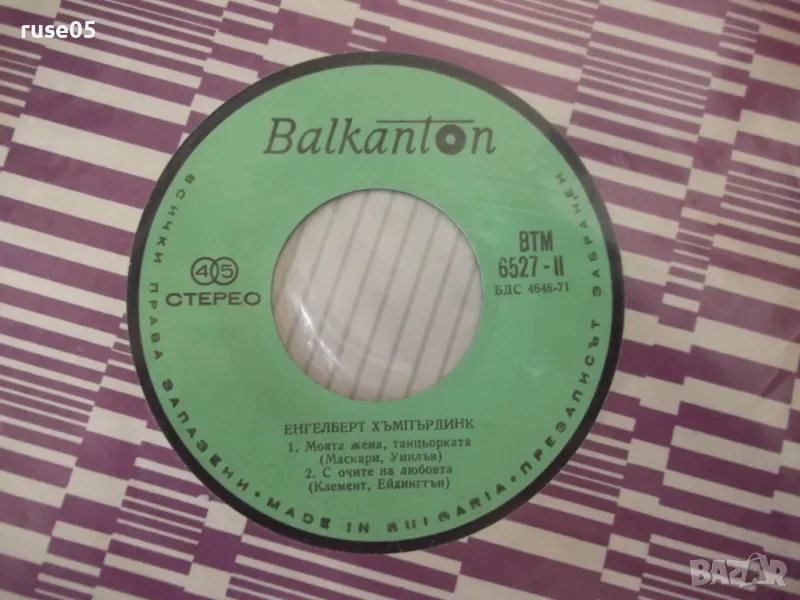 ruse05
Balkanton
ВСИЧКИ ПРАВА ЗАПАЗЕНИ • MADE IN BULGARIA • ПРЕЗАПИСЪТ ЗАБРАНЕН
45
СТЕРЕО
ВТМ
6527 - II
БДС 4648-71
ЕНГЕЛБЕРТ ХЪМПЪРДИНК
1. Моята жена, танцьорката
(Маскари, Уинлъв)
2. С очите на любовта
(Клемент, Ейдингтън)
BAZAR